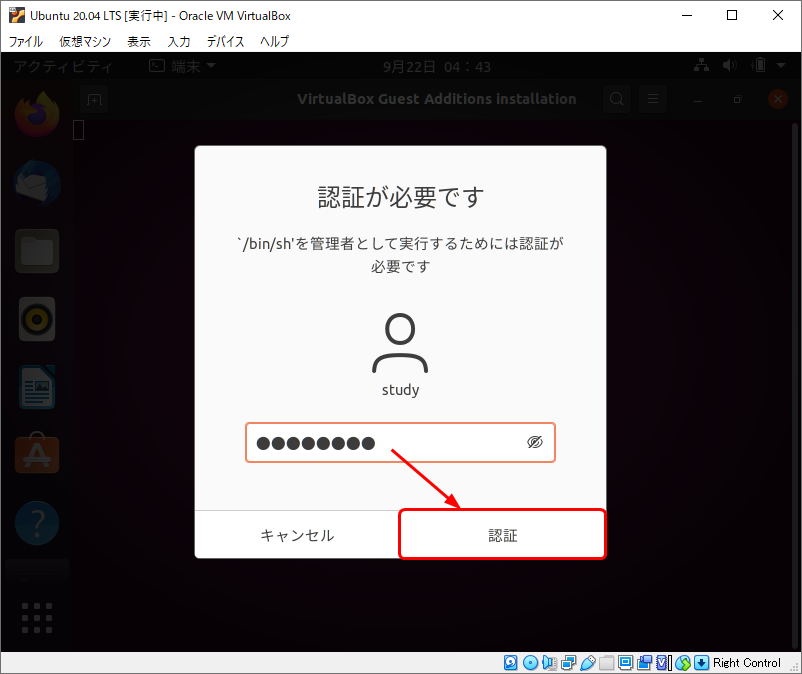 Ubuntu 20.04 LTS [実行中] - Oracle VM VirtualBox
ファイル 仮想マシン 表示 入力 デバイス ヘルプ
アクティビティ 端末 9月22日 04：43
VirtualBox Guest Additions installation
認証が必要です
`/bin/sh'を管理者として実行するためには認証が
必要です
study
●●●●●●●●
キャンセル 認証
Right Control